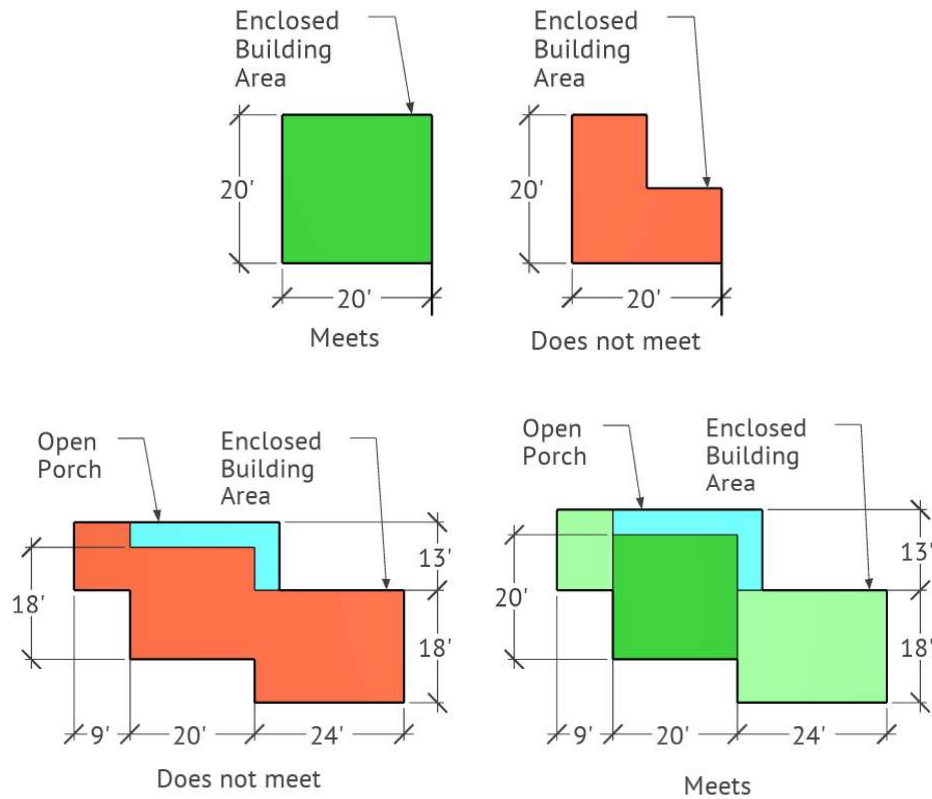 Enclosed
Building
Area
20'
20'
Meets
Enclosed
Building
Area
20'
20'
Does not meet
Open
Porch
Enclosed
Building
Area
13'
18'
18'
9'
20'
24'
Does not meet
Open
Porch
Enclosed
Building
Area
13'
20'
18'
9'
20'
24'
Meets